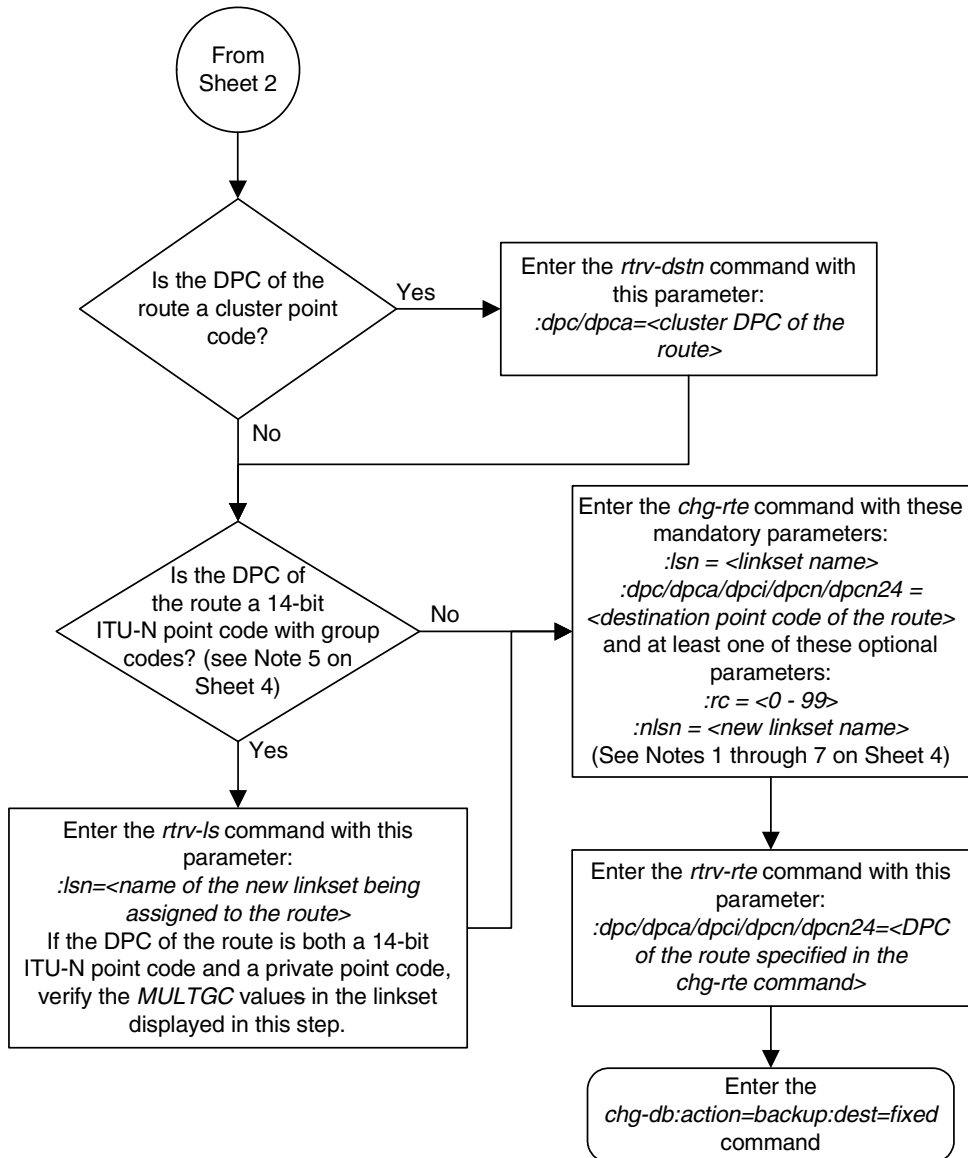 From
Sheet 2
Is the DPC of the
route a cluster point
code?
Yes
Enter the rtrv-dstn command with
this parameter:
:dpc/dpca=<cluster DPC of the
route>
No
Is the DPC of
the route a 14-bit
ITU-N point code with group
codes? (see Note 5 on
Sheet 4)
No
Yes
Enter the rtrv-ls command with this
parameter:
:lsn=<name of the new linkset being
assigned to the route>
If the DPC of the route is both a 14-bit
ITU-N point code and a private point code,
verify the MULTGC values in the linkset
displayed in this step.
Enter the chg-rte command with these
mandatory parameters:
:lsn = <linkset name>
:dpc/dpca/dpci/dpcn/dpcn24 =
<destination point code of the route>
and at least one of these optional
parameters:
:rc = <0 - 99>
:nlsn = <new linkset name>
(See Notes 1 through 7 on Sheet 4)
Enter the rtrv-rte command with this
parameter:
:dpc/dpca/dpci/dpcn/dpcn24=<DPC
of the route specified in the
chg-rte command>
Enter the
chg-db:action=backup:dest=fixed
command